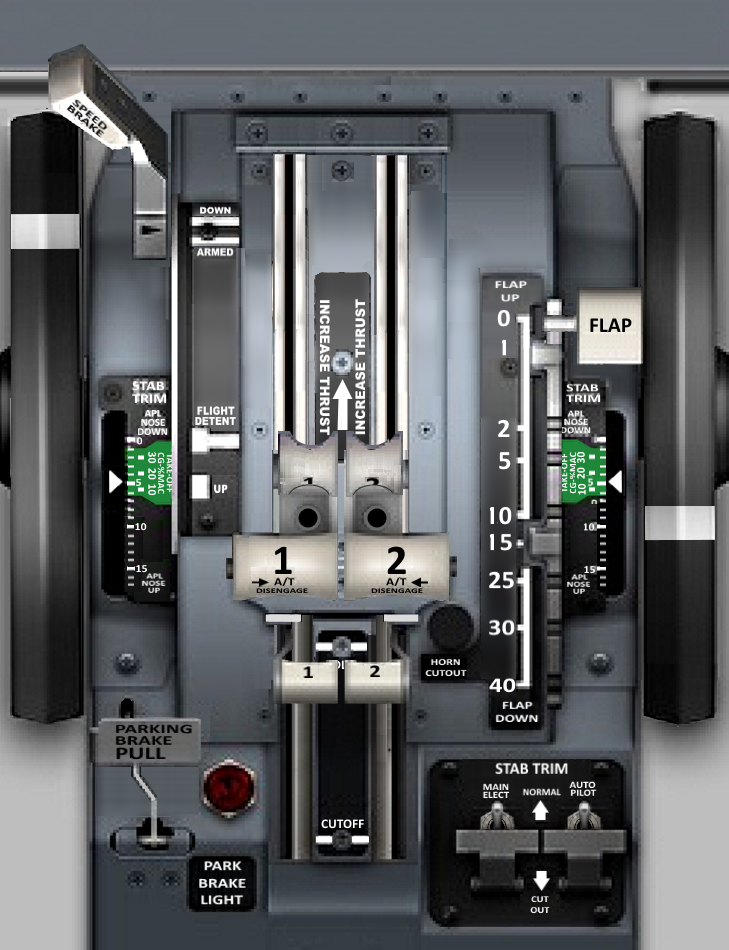 SPEED
BRAKE
DOWN
ARMED
FLIGHT
DETENT
UP
STAB
TRIM
APL
NOSE
DOWN
0
5
10
15
TAKE-OFF
CG-%MAC
30 20 10
APL
NOSE
UP
INCREASE THRUST
INCREASE THRUST
1
A/T
DISENGAGE
2
A/T
DISENGAGE
1
2
CUTOFF
HORN
CUTOUT
FLAP
UP
0
1
2
5
10
15
25
30
40
FLAP
DOWN
FLAP
STAB
TRIM
APL
NOSE
DOWN
0
5
10
15
TAKE-OFF
CG-%MAC
10 20 30
APL
NOSE
UP
PARKING
BRAKE
PULL
PARK
BRAKE
LIGHT
STAB TRIM
MAIN
ELECT
NORMAL
AUTO
PILOT
CUT
OUT